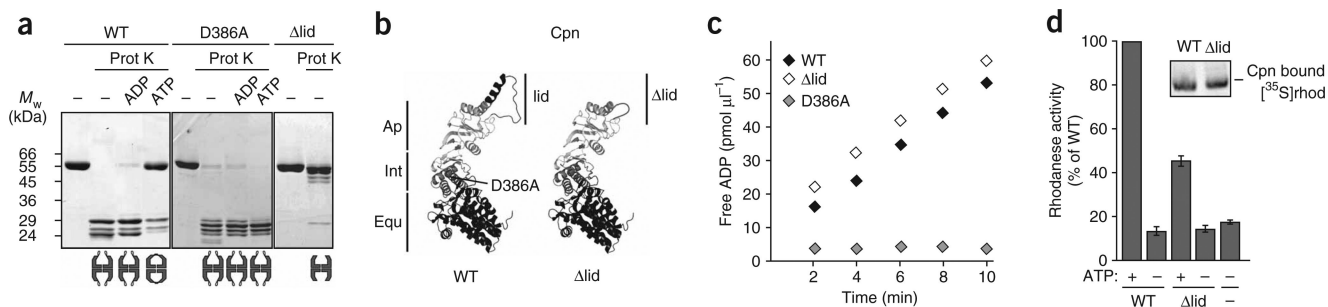 a
WT D386A Δlid
Prot K Prot K Prot K
– – ADP ATP – – ADP ATP – –
Mw
(kDa)
66
55
45
36
29
24
b
Cpn
lid
Δlid
Ap
Int
D386A
Equ
WT Δlid
c
Free ADP (pmol μl⁻¹)
60
50
40
30
20
10
0
WT
Δlid
D386A
2 4 6 8 10
Time (min)
d
Rhodanese activity
(% of WT)
100
80
60
40
20
0
WT Δlid
Cpn bound
[³⁵S]rhod
ATP: + – + – –
WT Δlid –